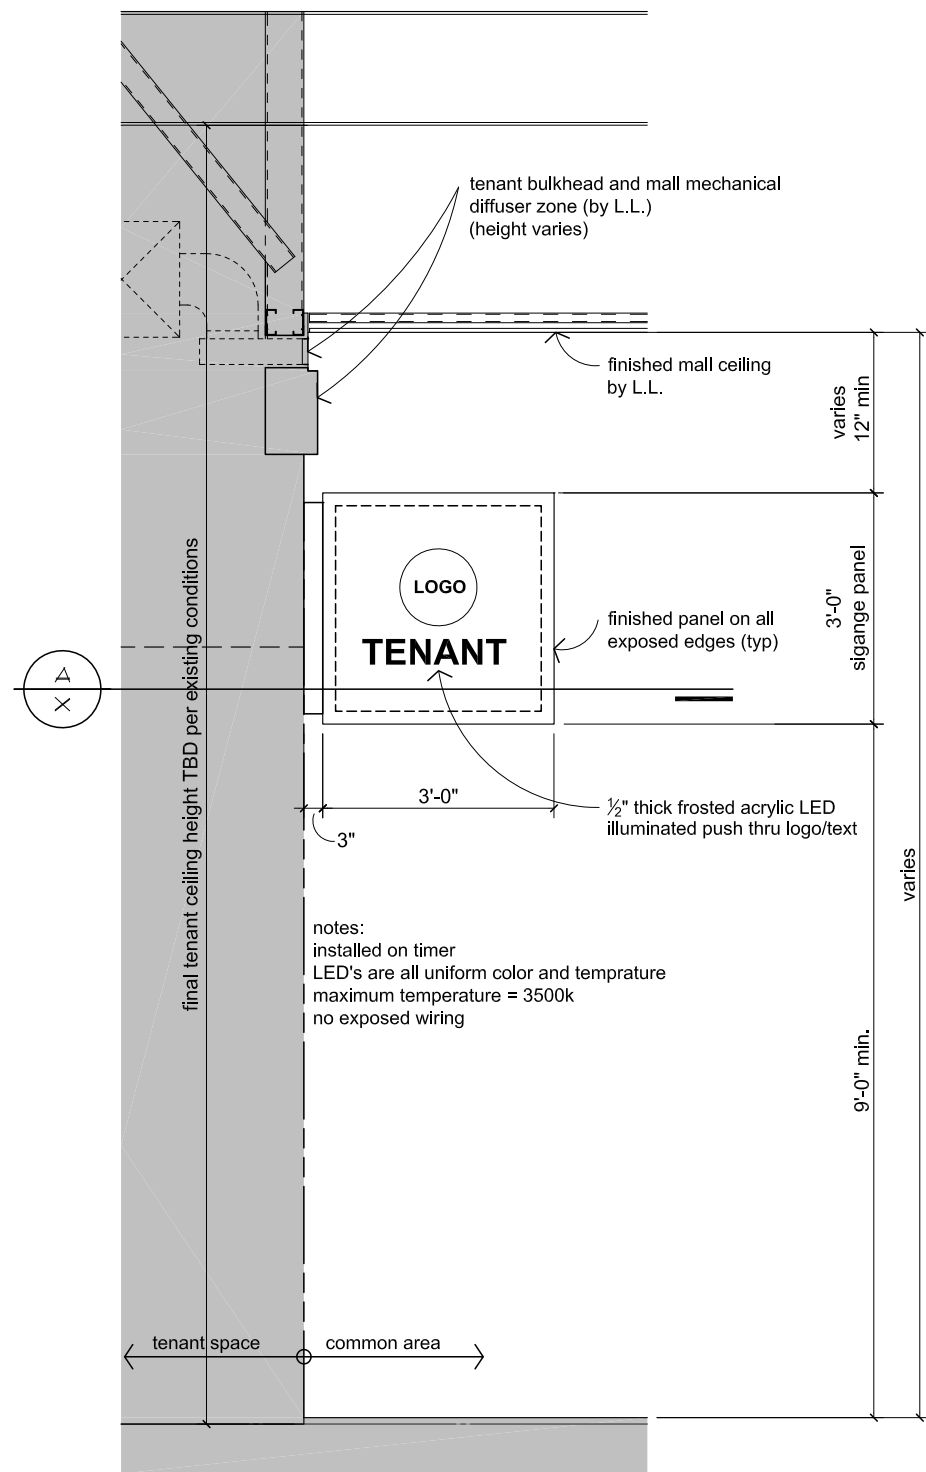 tenant bulkhead and mall mechanical
diffuser zone (by L.L.)
(height varies)
finished mall ceiling
by L.L.
varies
12" min
3'-0"
sigange panel
LOGO
TENANT
finished panel on all
exposed edges (typ)
final tenant ceiling height TBD per existing conditions
A
X
3'-0"
3"
½" thick frosted acrylic LED
illuminated push thru logo/text
varies
notes:
installed on timer
LED's are all uniform color and temprature
maximum temperature = 3500k
no exposed wiring
9'-0" min.
tenant space
common area